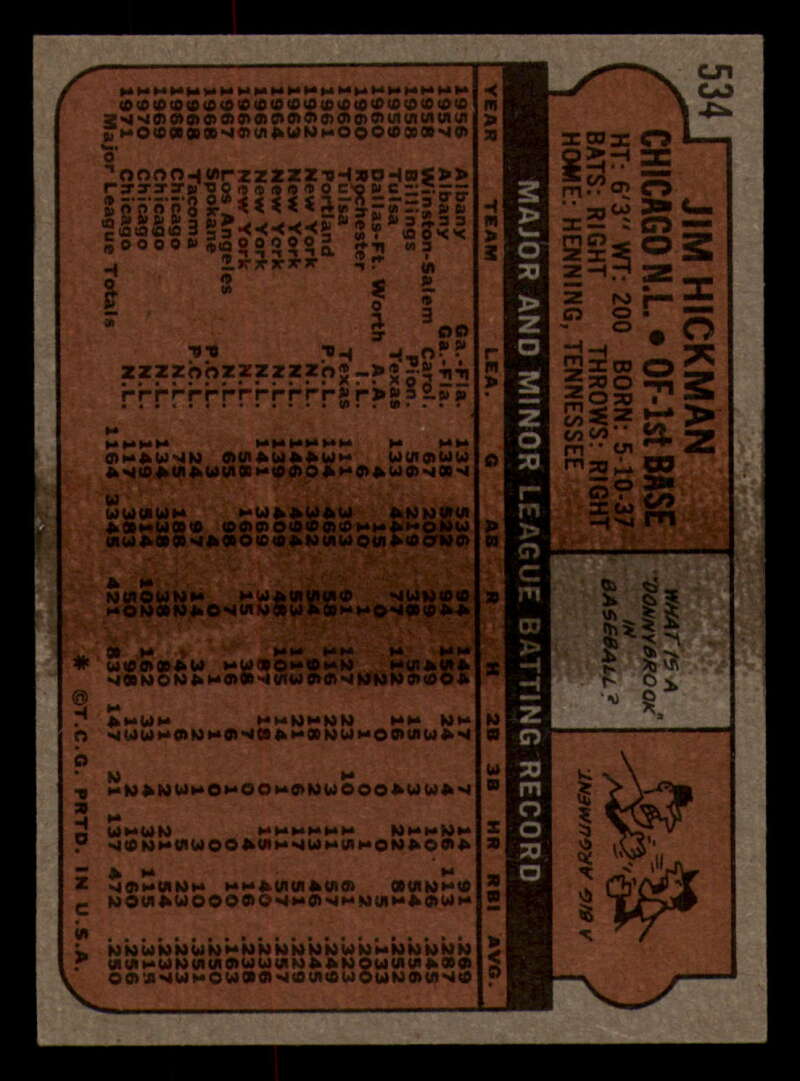 534
JIM HICKMAN
CHICAGO N.L. • OF-1st BASE
HT: 6'3" WT: 200 BORN: 5-10-37
BATS: RIGHT THROWS: RIGHT
HOME: HENNING, TENNESSEE
WHAT IS A
"DONNYBROOK"
IN
BASEBALL?
A BIG ARGUMENT.
MAJOR AND MINOR LEAGUE BATTING RECORD
YEAR TEAM LEA. G AB R H 2B 3B HR RBI AVG.
1956 Albany Ga.-Fla. 137 536 94 144 17 7 14 91 .269
1957 Albany Ga.-Fla. 138 522 94 150 24 4 26 113 .287
1958 Winston-Salem Carol. 67 200 29 49 3 3 10 26 .245
1958 Billings Pion. 56 219 38 56 15 3 14 54 .256
1959 Tulsa Texas 133 444 77 112 16 4 22 81 .252
1960 Dallas-Ft. Worth A.A. 4 15 0 2 0 0 0 5 .133
1960 Rochester I.L. 6 10 1 2 1 0 1 2 .200
1960 Tulsa Texas 111 393 91 127 23 10 15 61 .323
1961 Portland P.C.L. 134 465 58 116 22 3 11 57 .249
1962 New York N.L. 140 392 54 96 18 2 13 46 .245
1963 New York N.L. 146 494 53 113 21 6 17 51 .229
1964 New York N.L. 139 409 48 105 14 1 11 57 .257
1965 New York N.L. 141 369 32 87 18 0 15 40 .236
1966 New York N.L. 58 160 15 38 7 0 4 16 .238
1967 Los Angeles N.L. 65 98 7 16 6 1 0 10 .163
1968 Spokane P.C.L. 3 4 0 1 1 0 0 0 .250
1968 Tacoma P.C.L. 24 97 14 34 2 1 3 10 .351
1968 Chicago N.L. 75 188 22 42 6 3 5 23 .223
1969 Chicago N.L. 134 338 38 80 11 2 21 54 .237
1970 Chicago N.L. 149 514 102 162 33 4 32 115 .315
1971 Chicago N.L. 117 383 50 98 13 2 19 60 .256
Major League Totals 1164 3345 421 837 147 21 137 472 .250
* ©T.C.G. PRTD. IN U.S.A.